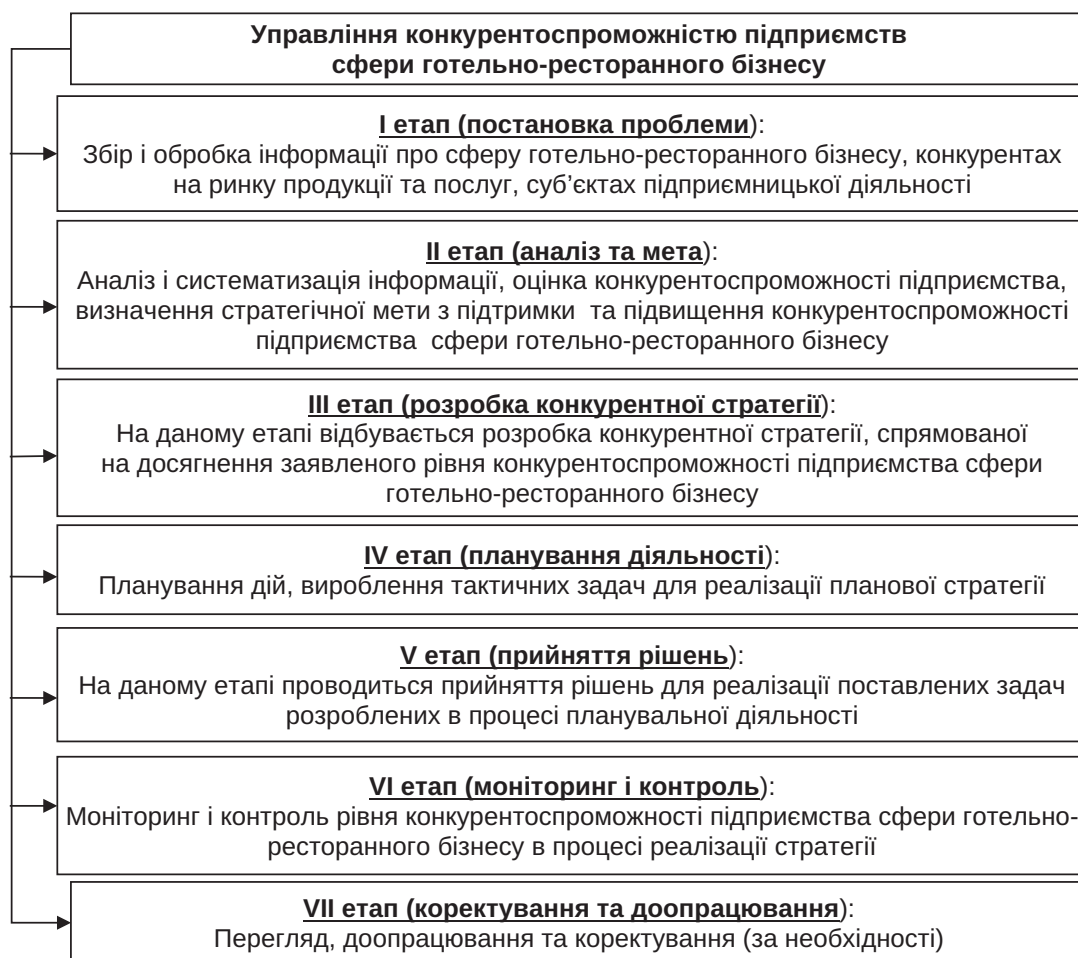 Управління конкурентоспроможністю підприємств
сфери готельно-ресторанного бізнесу
І етап (постановка проблеми):
Збір і обробка інформації про сферу готельно-ресторанного бізнесу, конкурентах
на ринку продукції та послуг, суб’єктах підприємницької діяльності
ІІ етап (аналіз та мета):
Аналіз і систематизація інформації, оцінка конкурентоспроможності підприємства,
визначення стратегічної мети з підтримки та підвищення конкурентоспроможності
підприємства сфери готельно-ресторанного бізнесу
ІІІ етап (розробка конкурентної стратегії):
На даному етапі відбувається розробка конкурентної стратегії, спрямованої
на досягнення заявленого рівня конкурентоспроможності підприємства сфери
готельно-ресторанного бізнесу
IV етап (планування діяльності):
Планування дій, вироблення тактичних задач для реалізації планової стратегії
V етап (прийняття рішень):
На даному етапі проводиться прийняття рішень для реалізації поставлених задач
розроблених в процесі планувальної діяльності
VI етап (моніторинг і контроль):
Моніторинг і контроль рівня конкурентоспроможності підприємства сфери готельно-
ресторанного бізнесу в процесі реалізації стратегії
VII етап (коректування та доопрацювання):
Перегляд, доопрацювання та коректування (за необхідності)